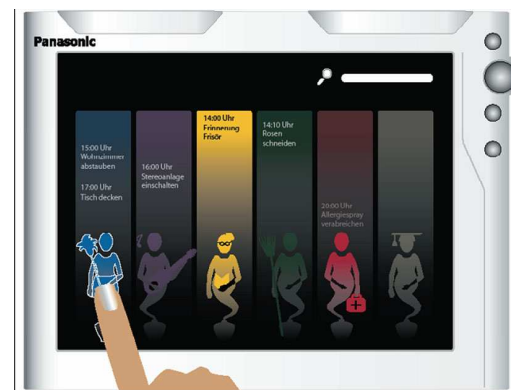 Panasonic
15:00 Uhr
Wohnzimmer
abstauben
17:00 Uhr
Tisch decken
16:00 Uhr
Stereoanlage
einschalten
14:00 Uhr
Erinnerung
Frisör
14:10 Uhr
Rosen
schneiden
20:00 Uhr
Allergiespray
verabreichen